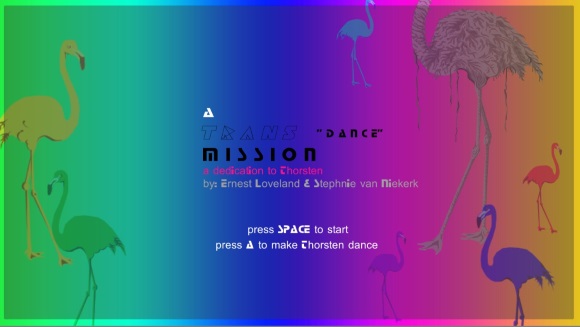 A
TRANS "DANCE"
MISSION
a dedication to Thorsten
by: Ernest Loveland & Stephnie van Niekerk
press SPACE to start
press A to make Thorsten dance